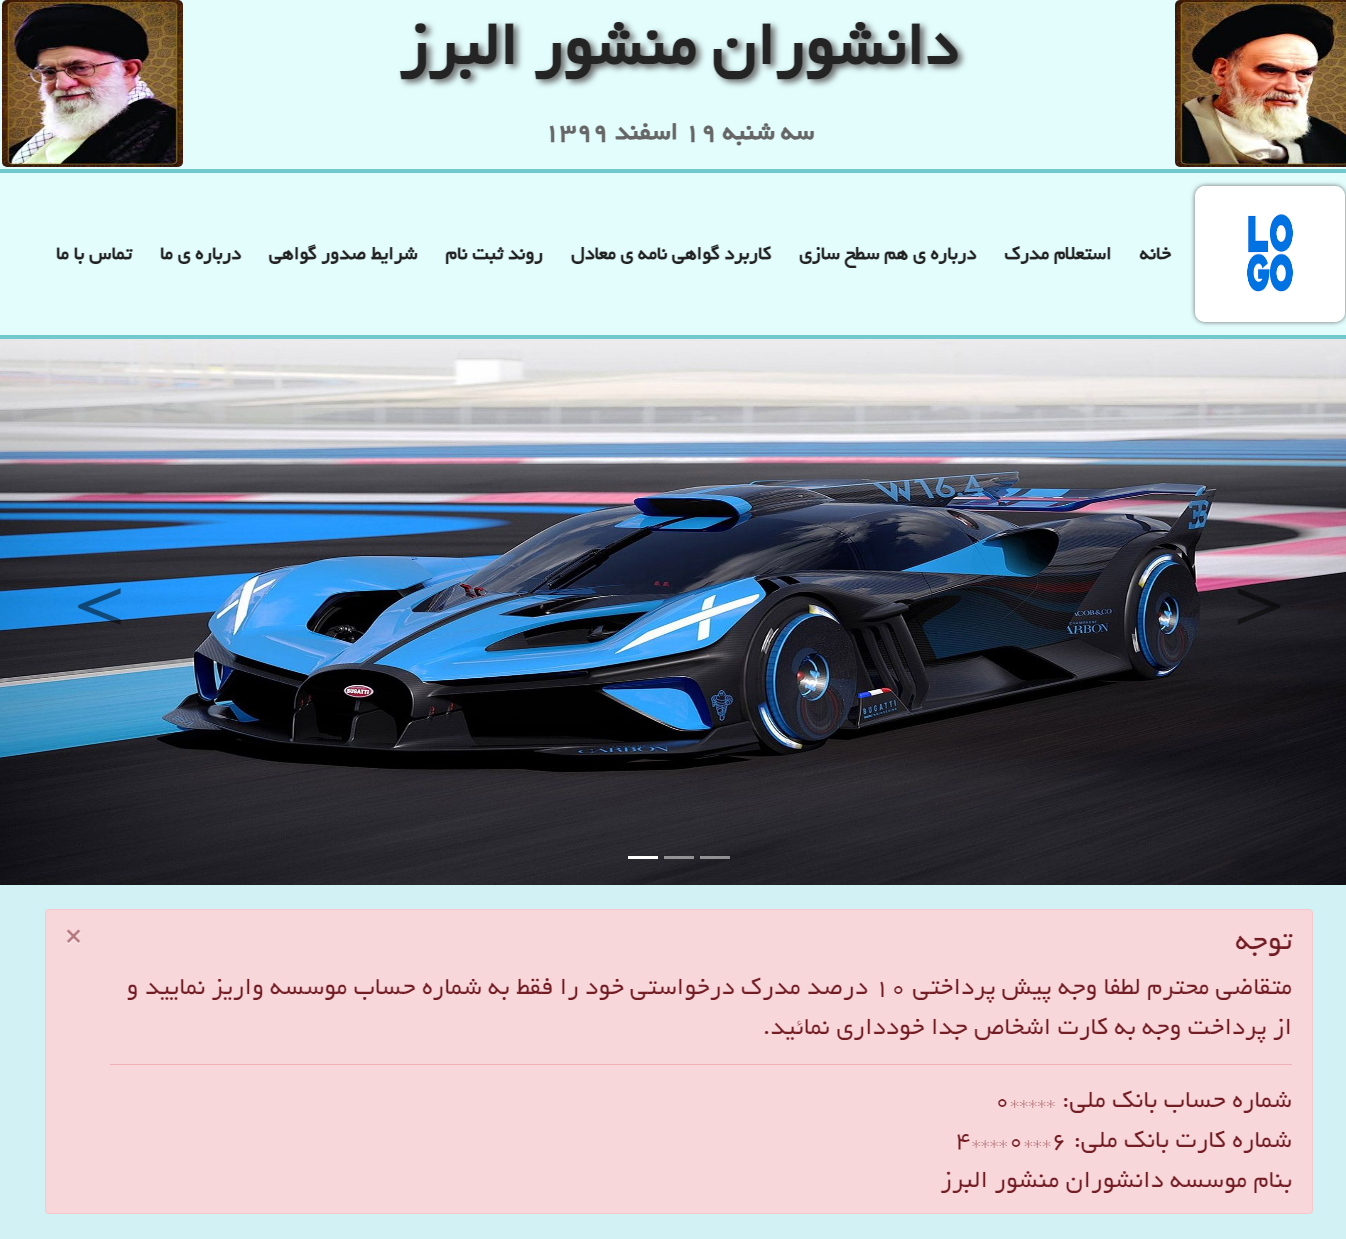 دانشوران منشور البرز
سه شنبه ۱۹ اسفند ۱۳۹۹
LO
GO
خانه
استعلام مدرک
درباره ی هم سطح سازی
کاربرد گواهی نامه ی معادل
روند ثبت نام
شرایط صدور گواهی
درباره ی ما
تماس با ما
W16.4
BUGATTI
CARBON
BUGATTI
CARBON
توجه
×
متقاضی محترم لطفا وجه پیش پرداختی ۱۰ درصد مدرک درخواستی خود را فقط به شماره حساب موسسه واریز نمایید و
از پرداخت وجه به کارت اشخاص جدا خودداری نمائید.
شماره حساب بانک ملی: *****۰
شماره کارت بانک ملی: ۶***۰****۴
بنام موسسه دانشوران منشور البرز